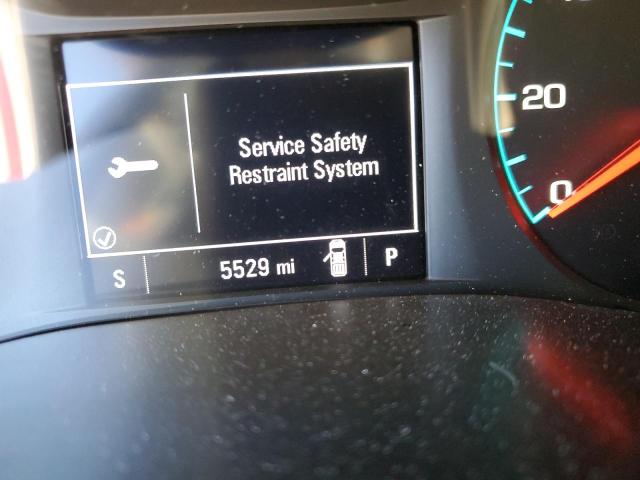 Service Safety
Restraint System
S 5529 mi P
20
0